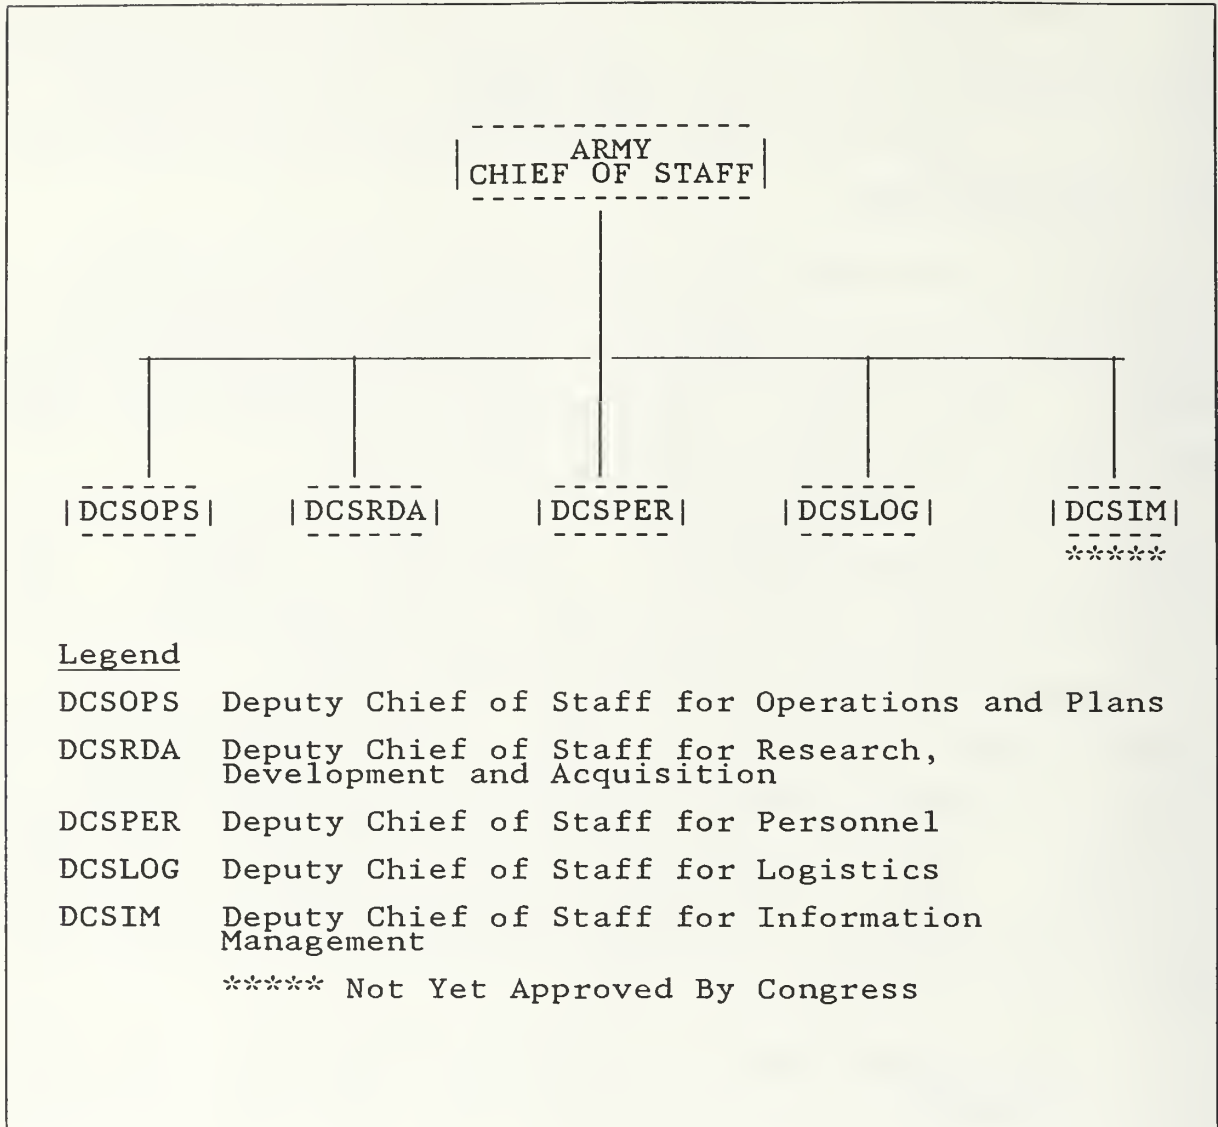 ARMY
CHIEF OF STAFF
|DCSOPS| |DCSRDA| |DCSPER| |DCSLOG| |DCSIM|
*****
Legend
DCSOPS Deputy Chief of Staff for Operations and Plans
DCSRDA Deputy Chief of Staff for Research,
Development and Acquisition
DCSPER Deputy Chief of Staff for Personnel
DCSLOG Deputy Chief of Staff for Logistics
DCSIM Deputy Chief of Staff for Information
Management
***** Not Yet Approved By Congress